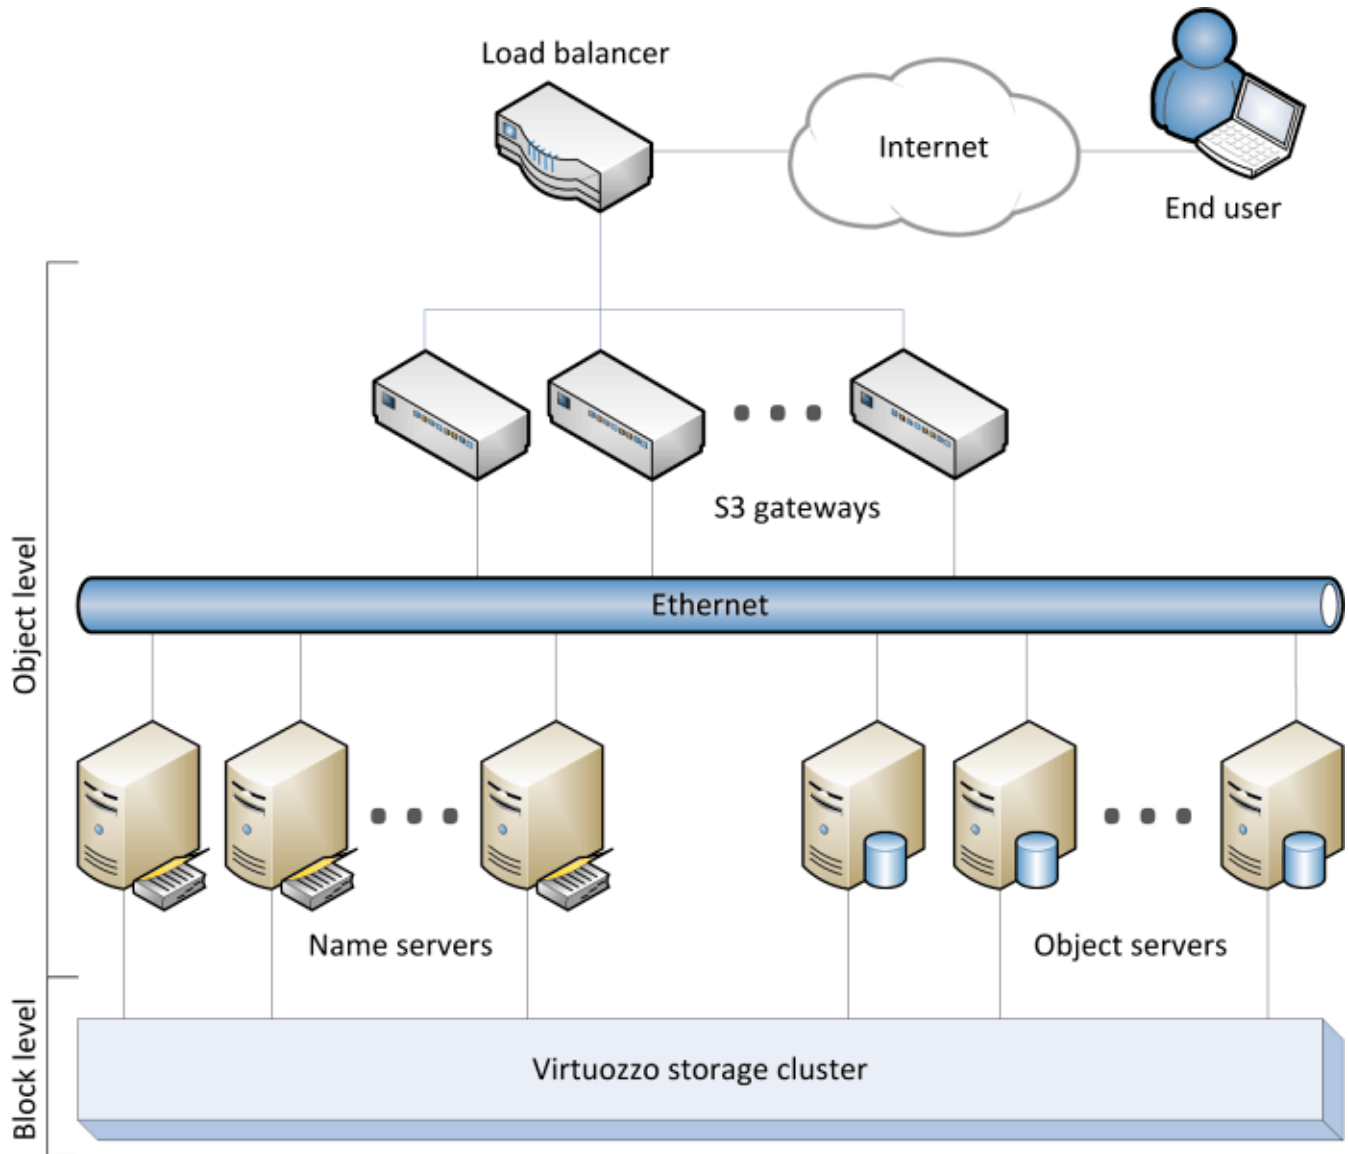 Load balancer
Internet
End user
S3 gateways
Object level
Ethernet
Name servers
Object servers
Block level
Virtuozzo storage cluster